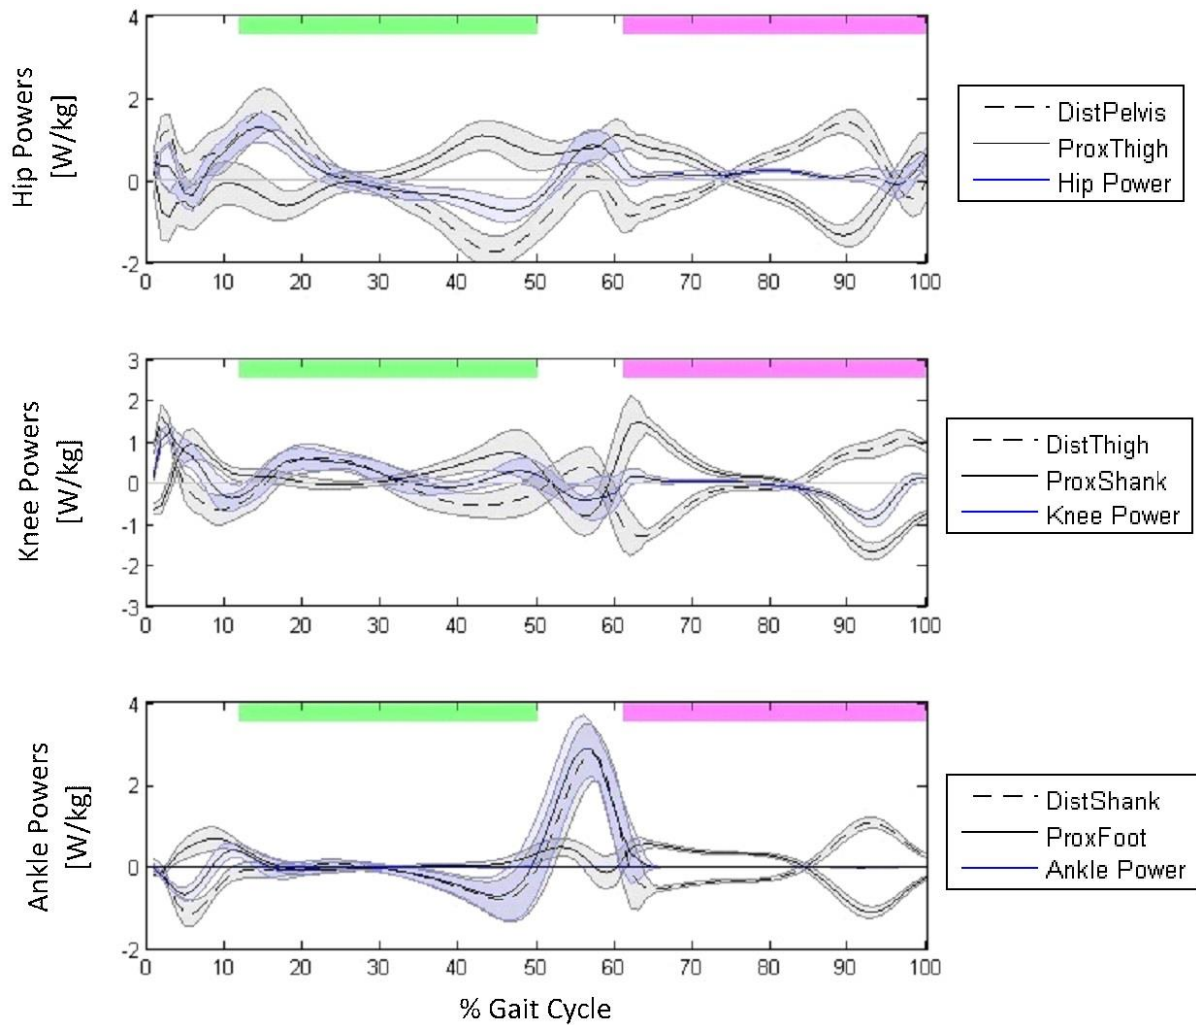 Hip Powers
[W/kg]
4
2
0
-2
0 10 20 30 40 50 60 70 80 90 100
DistPelvis
ProxThigh
Hip Power
Knee Powers
[W/kg]
3
2
1
0
-1
-2
-3
0 10 20 30 40 50 60 70 80 90 100
DistThigh
ProxShank
Knee Power
Ankle Powers
[W/kg]
4
2
0
-2
0 10 20 30 40 50 60 70 80 90 100
DistShank
ProxFoot
Ankle Power
% Gait Cycle